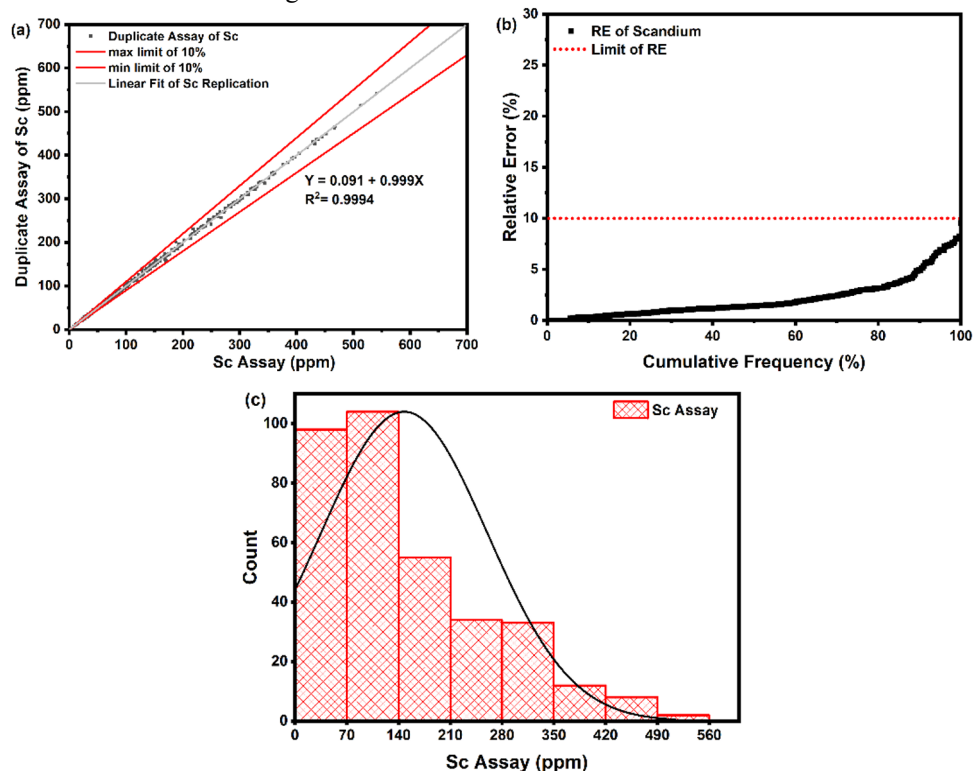 (a)
Duplicate Assay of Sc
max limit of 10%
min limit of 10%
Linear Fit of Sc Replication
Y = 0.091 + 0.999X
R²= 0.9994
Duplicate Assay of Sc (ppm)
700
600
500
400
300
200
100
0
0 100 200 300 400 500 600 700
Sc Assay (ppm)
(b)
RE of Scandium
Limit of RE
Relative Error (%)
30
25
20
15
10
5
0
0 20 40 60 80 100
Cumulative Frequency (%)
(c)
Sc Assay
Count
100
80
60
40
20
0
0 70 140 210 280 350 420 490 560
Sc Assay (ppm)